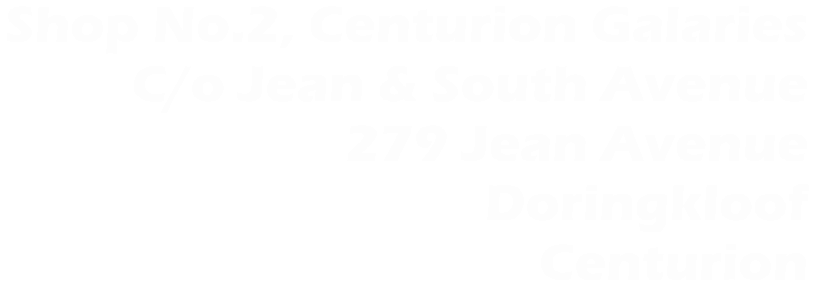 Shop No.2, Centurion Galaries
C/o Jean & South Avenue
279 Jean Avenue
Doringkloof
Centurion